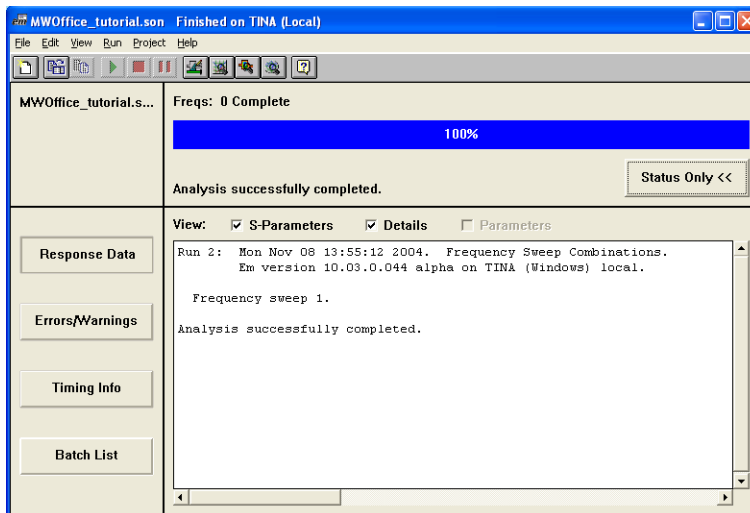 MWOffice_tutorial.son Finished on TINA (Local)
File Edit View Run Project Help
MWOffice_tutorial.s...
Freqs: 0 Complete
100%
Analysis successfully completed.
Status Only <<
View: S-Parameters Details Parameters
Response Data
Errors/Warnings
Timing Info
Batch List
Run 2: Mon Nov 08 13:55:12 2004. Frequency Sweep Combinations.
Em version 10.03.0.044 alpha on TINA (Windows) local.
Frequency sweep 1.
Analysis successfully completed.